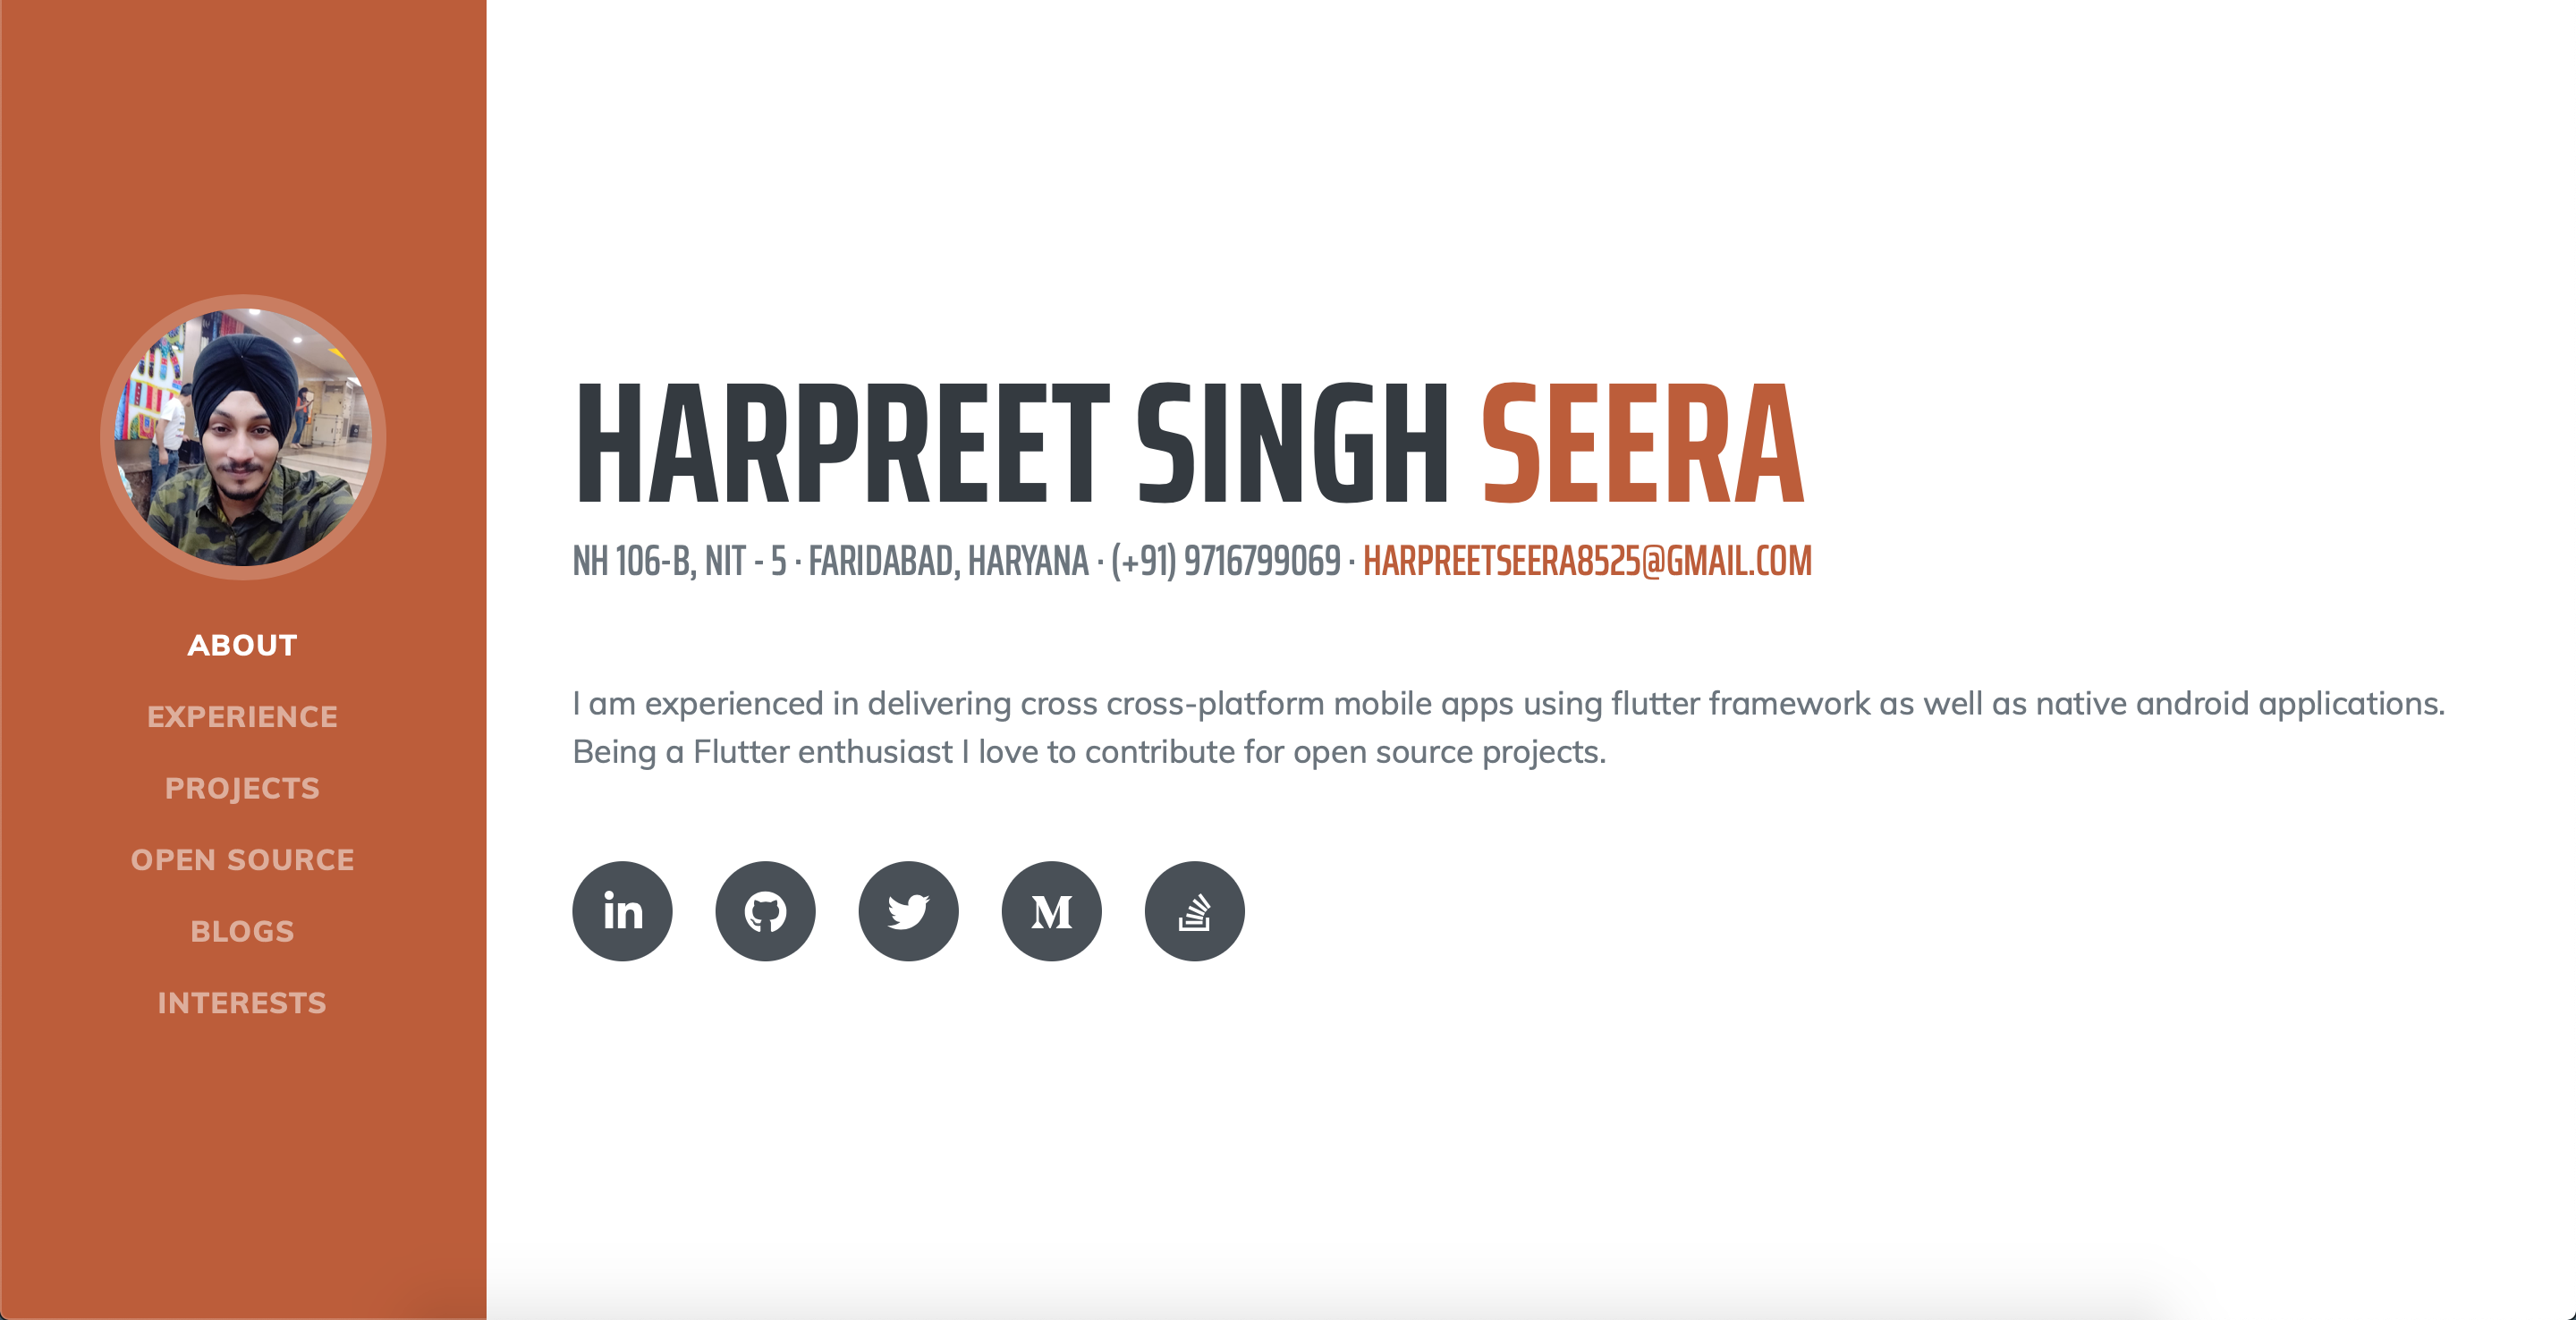 ABOUT
EXPERIENCE
PROJECTS
OPEN SOURCE
BLOGS
INTERESTS
HARPREET SINGH SEERA
NH 106-B, NIT - 5 · FARIDABAD, HARYANA · (+91) 9716799069 · HARPREETSEERA8525@GMAIL.COM
I am experienced in delivering cross cross-platform mobile apps using flutter framework as well as native android applications.
Being a Flutter enthusiast I love to contribute for open source projects.
in M